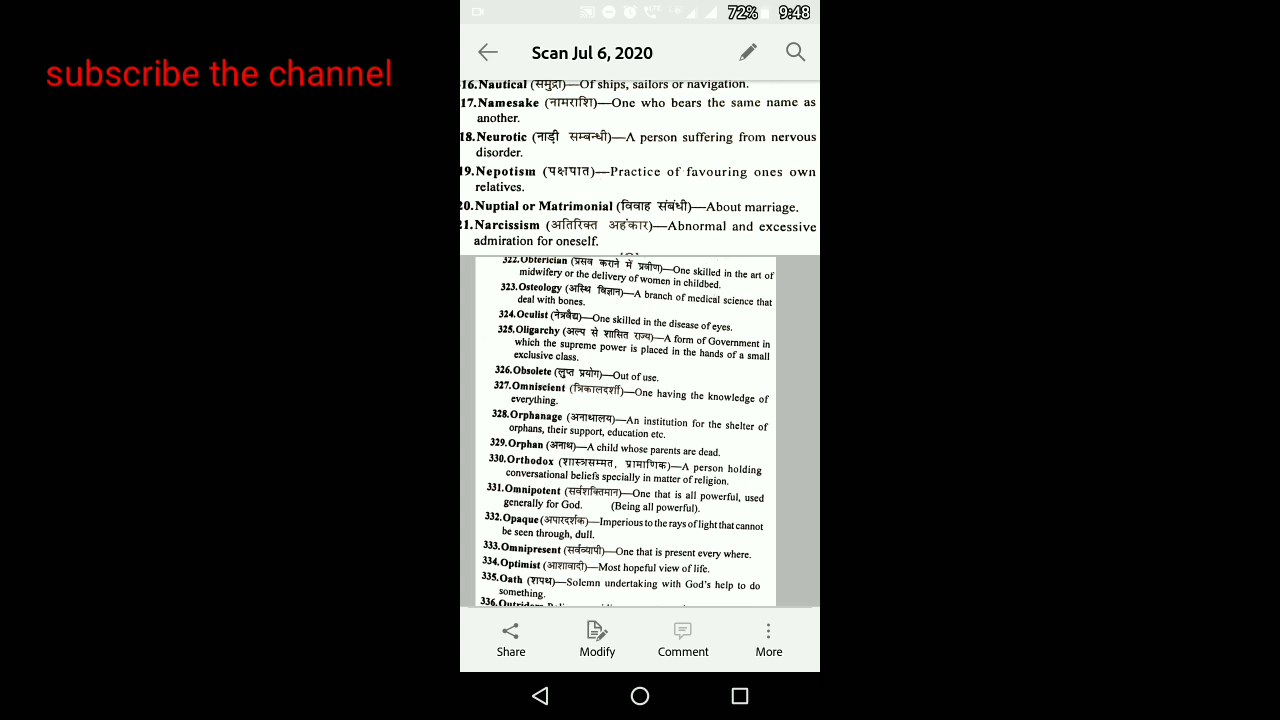 72% 9:48
subscribe the channel
Scan Jul 6, 2020
16.Nautical (समुद्री)—Of ships, sailors or navigation.
17.Namesake (नामराशि)—One who bears the same name as
another.
18.Neurotic (नाड़ी सम्बन्धी)—A person suffering from nervous
disorder.
19.Nepotism (पक्षपात)—Practice of favouring ones own
relatives.
20.Nuptial or Matrimonial (विवाह संबंधी)—About marriage.
21.Narcissism (अतिरिक्त अहंकार)—Abnormal and excessive
admiration for oneself.
322.Obterician (प्रसव कराने में प्रवीण)—One skilled in the art of
midwifery or the delivery of women in childbed.
323.Osteology (अस्थि विज्ञान)—A branch of medical science that
deal with bones.
324.Oculist (नेत्रवैद्य)—One skilled in the disease of eyes.
325.Oligarchy (अल्प से शासित राज्य)—A form of Government in
which the supreme power is placed in the hands of a small
exclusive class.
326.Obsolete (लुप्त प्रयोग)—Out of use.
327.Omniscient (त्रिकालदर्शी)—One having the knowledge of
everything.
328.Orphanage (अनाथालय)—An institution for the shelter of
orphans, their support, education etc.
329.Orphan (अनाथ)—A child whose parents are dead.
330.Orthodox (शास्त्रसम्मत, प्रामाणिक)—A person holding
conversational beliefs specially in matter of religion.
331.Omnipotent (सर्वशक्तिमान)—One that is all powerful, used
generally for God. (Being all powerful).
332.Opaque (अपारदर्शक)—Imperious to the rays of light that cannot
be seen through, dull.
333.Omnipresent (सर्वव्यापी)—One that is present every where.
334.Optimist (आशावादी)—Most hopeful view of life.
335.Oath (शपथ)—Solemn undertaking with God's help to do
something.
336.
Share Modify Comment More